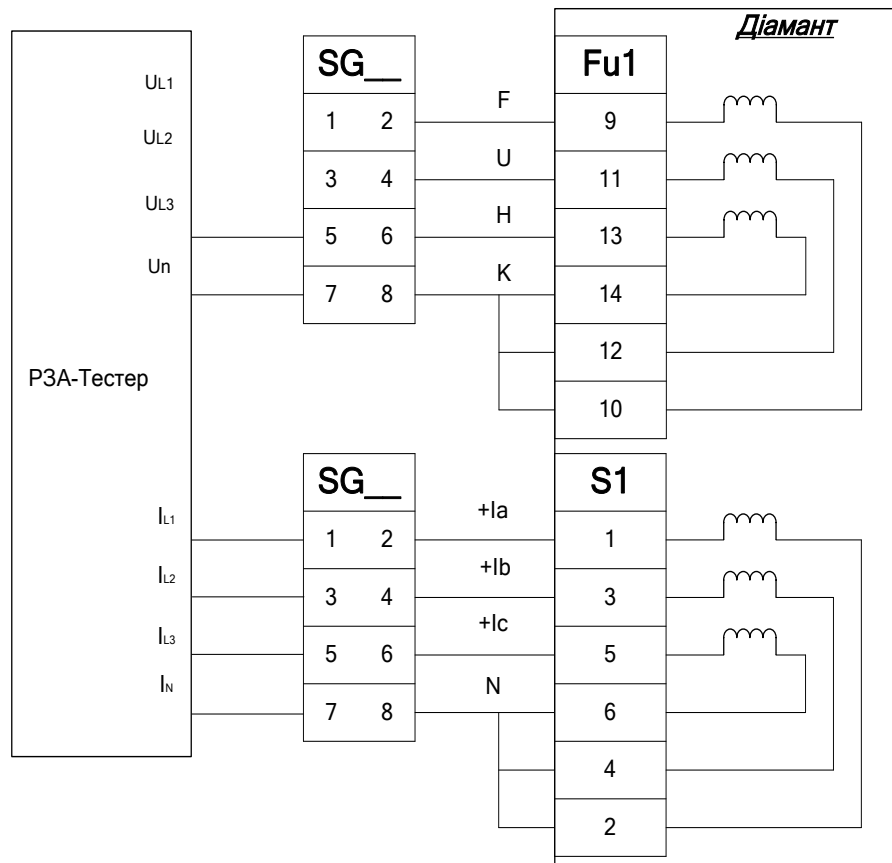 Діамант
SG__
Fu1
UL1
1 2
F
9
UL2
3 4
U
11
UL3
5 6
H
13
Un
7 8
K
14
12
РЗА-Тестер
10
SG__
S1
IL1
1 2
+Ia
1
IL2
3 4
+Ib
3
IL3
5 6
+Ic
5
IN
7 8
N
6
4
2